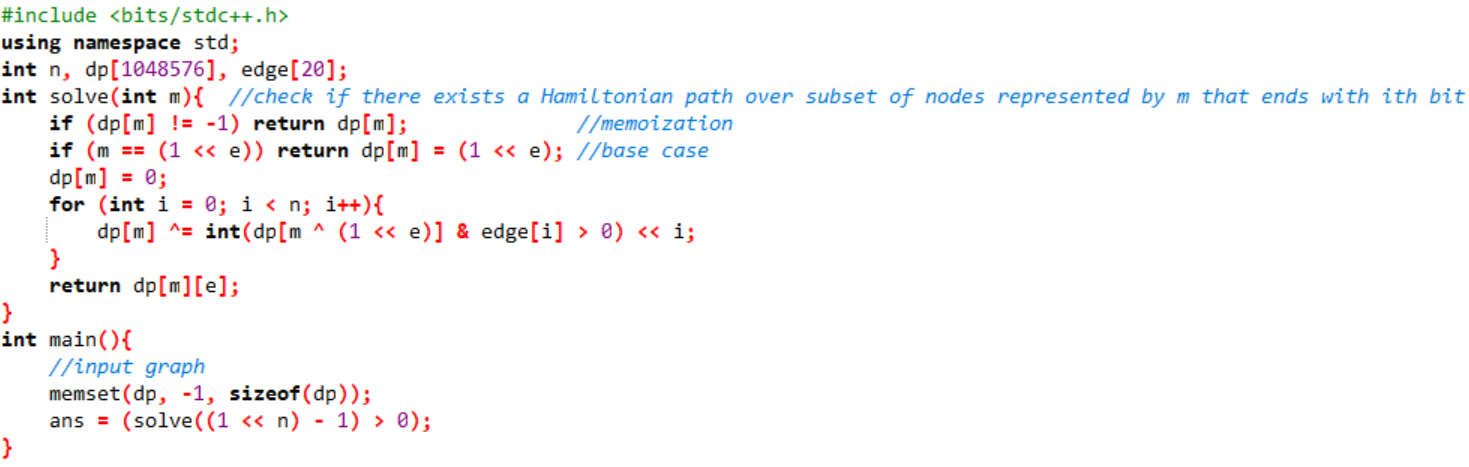 #include <bits/stdc++.h>
using namespace std;
int n, dp[1048576], edge[20];
int solve(int m){  //check if there exists a Hamiltonian path over subset of nodes represented by m that ends with ith bit
    if (dp[m] != -1) return dp[m];          //memoization
    if (m == (1 << e)) return dp[m] = (1 << e); //base case
    dp[m] = 0;
    for (int i = 0; i < n; i++){
        dp[m] ^= int(dp[m ^ (1 << e)] & edge[i] > 0) << i;
    }
    return dp[m][e];
}
int main(){
    //input graph
    memset(dp, -1, sizeof(dp));
    ans = (solve((1 << n) - 1) > 0);
}